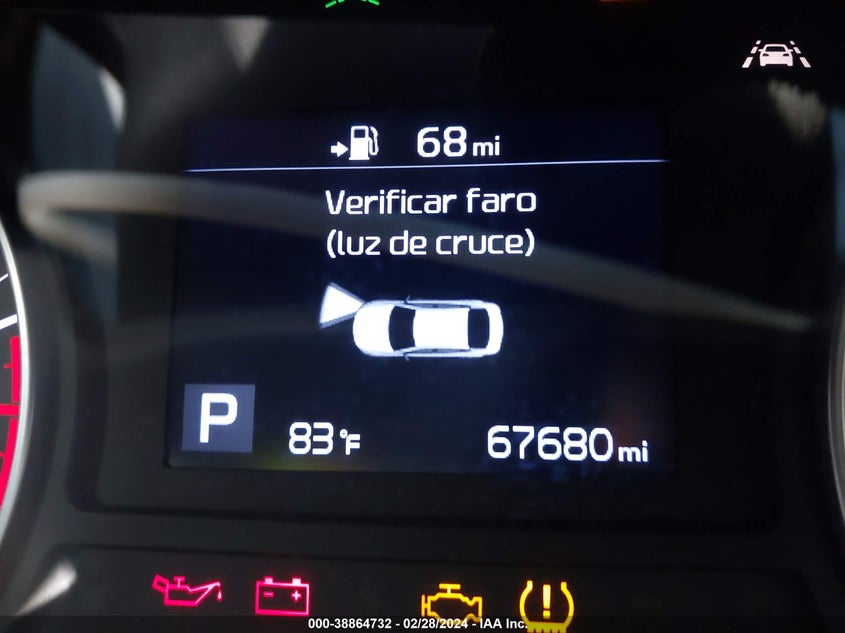 68 mi
Verificar faro
(luz de cruce)
P
83°F
67680 mi
000-38864732 - 02/28/2024 - IAA Inc.